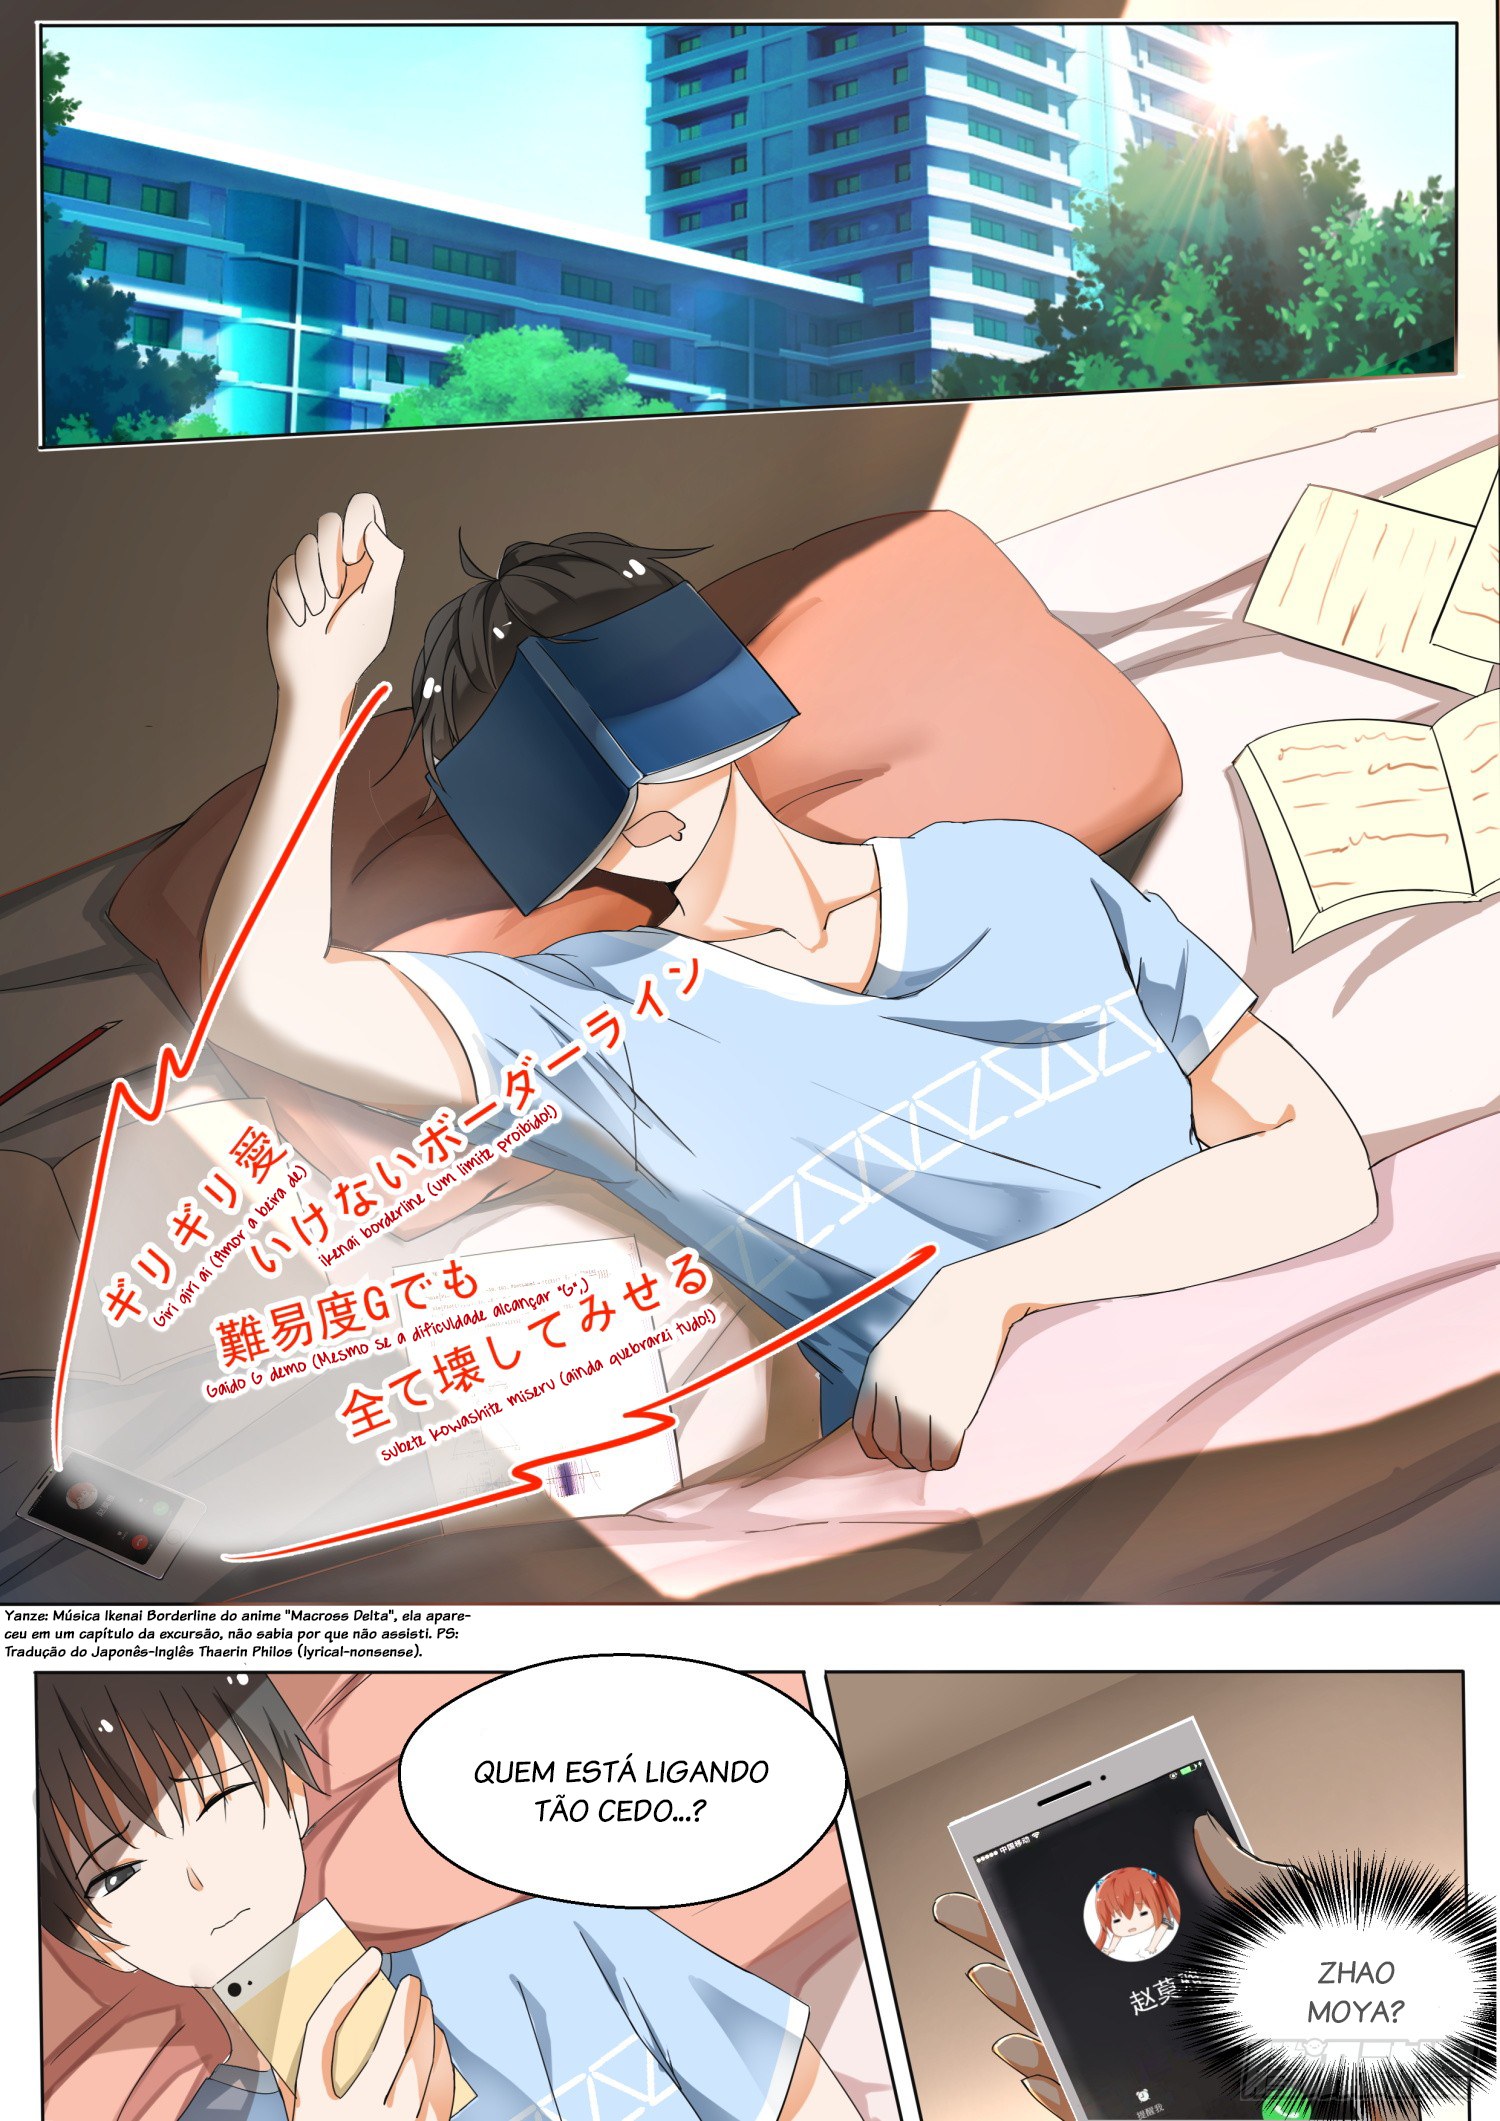 ギリギリ愛
Giri giri ai (Amor a beira de)
いけないボーダーライン
ikenai borderline (um limite proibido!)
難易度Gでも
Gaido G demo (Mesmo se a dificuldade alcançar "G",)
全て壊してみせる
subete kowashite miseru (ainda quebrarei tudo!)
Yanze: Música Ikenai Borderline do anime "Macross Delta", ela apare-
ceu em um capítulo da excursão, não sabia por que não assisti. PS:
Tradução do Japonês-Inglês Thaerin Philos (lyrical-nonsense).
QUEM ESTÁ LIGANDO
TÃO CEDO...?
中国移动
赵莫
ZHAO
MOYA?
提醒我